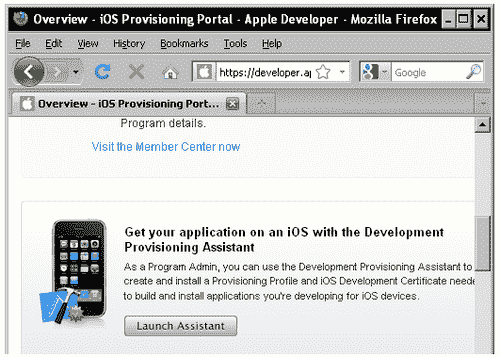 Overview - iOS Provisioning Portal - Apple Developer - Mozilla Firefox
File Edit View History Bookmarks Tools Help
https://developer.ap Google
Overview - iOS Provisioning Port...
Program details.
Visit the Member Center now
Get your application on an iOS with the Development
Provisioning Assistant
As a Program Admin, you can use the Development Provisioning Assistant to
create and install a Provisioning Profile and iOS Development Certificate neede
to build and install applications you're developing for iOS devices.
Launch Assistant